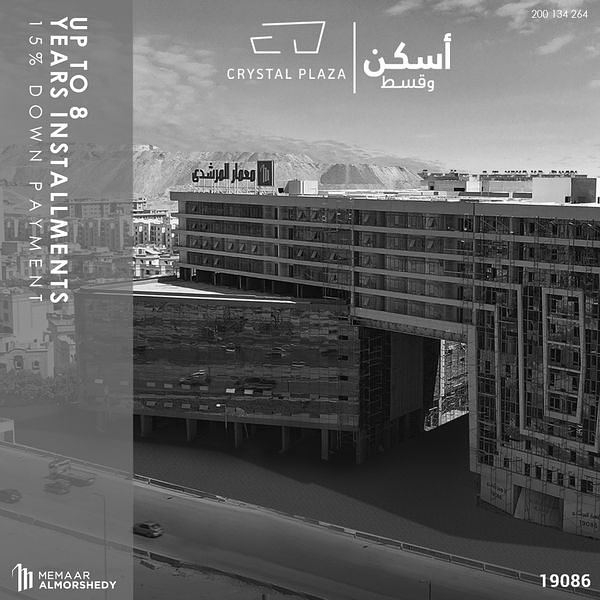 200 134 264
CRYSTAL PLAZA
أسكن
وقسط
UP TO 8
YEARS INSTALLMENTS
15% DOWN PAYMENT
معمار المرشدي
MEMAAR
ALMORSHEDY
19086